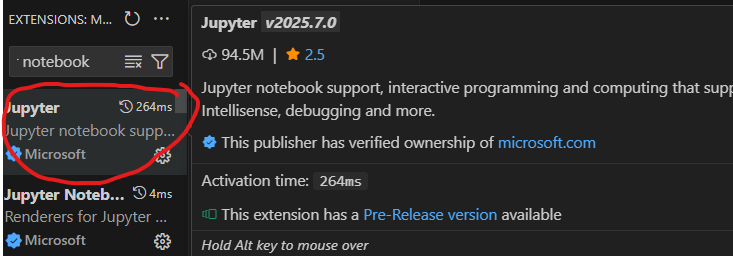 EXTENSIONS: M...
notebook
Jupyter
264ms
Jupyter notebook supp...
Microsoft
Jupyter Noteb...
4ms
Renderers for Jupyter ...
Microsoft
Jupyter v2025.7.0
94.5M | 2.5
Jupyter notebook support, interactive programming and computing that supp
Intellisense, debugging and more.
This publisher has verified ownership of microsoft.com
Activation time: 264ms
This extension has a Pre-Release version available
Hold Alt key to mouse over